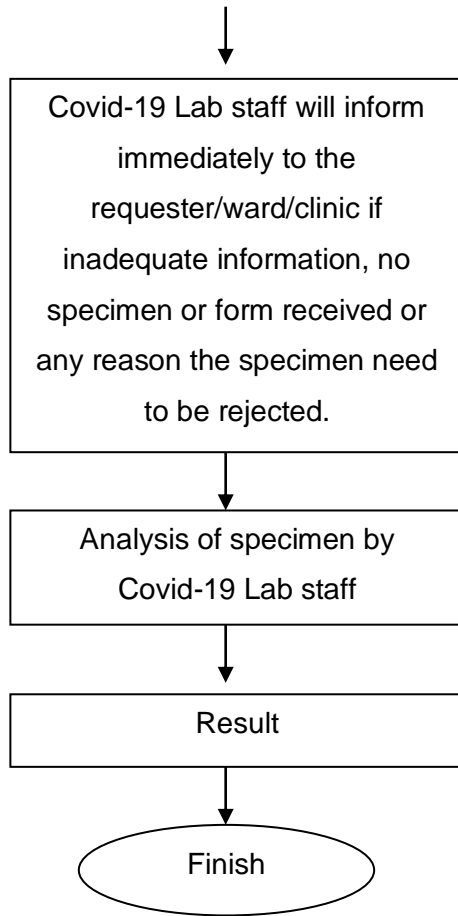 Covid-19 Lab staff will inform
immediately to the
requester/ward/clinic if
inadequate information, no
specimen or form received or
any reason the specimen need
to be rejected.
Analysis of specimen by
Covid-19 Lab staff
Result
Finish